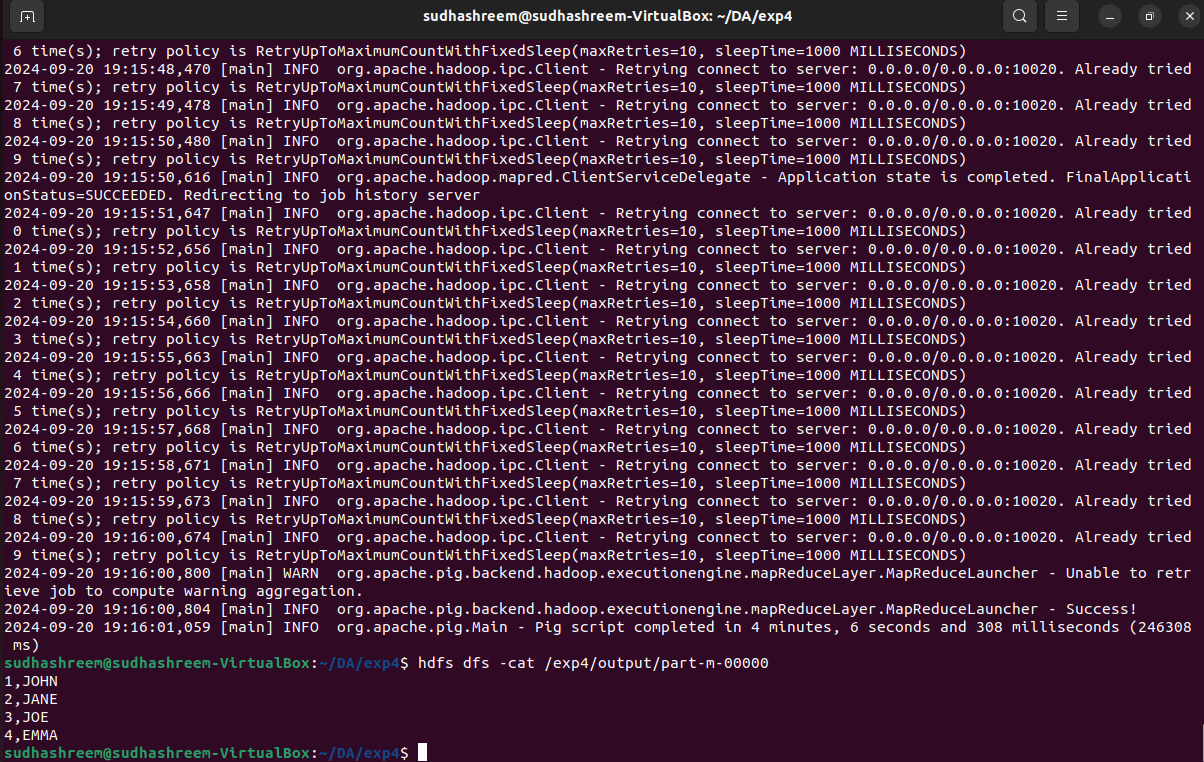 sudhashreem@sudhashreem-VirtualBox: ~/DA/exp4
6 time(s); retry policy is RetryUpToMaximumCountWithFixedSleep(maxRetries=10, sleepTime=1000 MILLISECONDS)
2024-09-20 19:15:48,470 [main] INFO  org.apache.hadoop.ipc.Client - Retrying connect to server: 0.0.0.0/0.0.0.0:10020. Already tried
7 time(s); retry policy is RetryUpToMaximumCountWithFixedSleep(maxRetries=10, sleepTime=1000 MILLISECONDS)
2024-09-20 19:15:49,478 [main] INFO  org.apache.hadoop.ipc.Client - Retrying connect to server: 0.0.0.0/0.0.0.0:10020. Already tried
8 time(s); retry policy is RetryUpToMaximumCountWithFixedSleep(maxRetries=10, sleepTime=1000 MILLISECONDS)
2024-09-20 19:15:50,480 [main] INFO  org.apache.hadoop.ipc.Client - Retrying connect to server: 0.0.0.0/0.0.0.0:10020. Already tried
9 time(s); retry policy is RetryUpToMaximumCountWithFixedSleep(maxRetries=10, sleepTime=1000 MILLISECONDS)
2024-09-20 19:15:50,616 [main] INFO  org.apache.hadoop.mapred.ClientServiceDelegate - Application state is completed. FinalApplicati
onStatus=SUCCEEDED. Redirecting to job history server
2024-09-20 19:15:51,647 [main] INFO  org.apache.hadoop.ipc.Client - Retrying connect to server: 0.0.0.0/0.0.0.0:10020. Already tried
0 time(s); retry policy is RetryUpToMaximumCountWithFixedSleep(maxRetries=10, sleepTime=1000 MILLISECONDS)
2024-09-20 19:15:52,656 [main] INFO  org.apache.hadoop.ipc.Client - Retrying connect to server: 0.0.0.0/0.0.0.0:10020. Already tried
1 time(s); retry policy is RetryUpToMaximumCountWithFixedSleep(maxRetries=10, sleepTime=1000 MILLISECONDS)
2024-09-20 19:15:53,658 [main] INFO  org.apache.hadoop.ipc.Client - Retrying connect to server: 0.0.0.0/0.0.0.0:10020. Already tried
2 time(s); retry policy is RetryUpToMaximumCountWithFixedSleep(maxRetries=10, sleepTime=1000 MILLISECONDS)
2024-09-20 19:15:54,660 [main] INFO  org.apache.hadoop.ipc.Client - Retrying connect to server: 0.0.0.0/0.0.0.0:10020. Already tried
3 time(s); retry policy is RetryUpToMaximumCountWithFixedSleep(maxRetries=10, sleepTime=1000 MILLISECONDS)
2024-09-20 19:15:55,663 [main] INFO  org.apache.hadoop.ipc.Client - Retrying connect to server: 0.0.0.0/0.0.0.0:10020. Already tried
4 time(s); retry policy is RetryUpToMaximumCountWithFixedSleep(maxRetries=10, sleepTime=1000 MILLISECONDS)
2024-09-20 19:15:56,666 [main] INFO  org.apache.hadoop.ipc.Client - Retrying connect to server: 0.0.0.0/0.0.0.0:10020. Already tried
5 time(s); retry policy is RetryUpToMaximumCountWithFixedSleep(maxRetries=10, sleepTime=1000 MILLISECONDS)
2024-09-20 19:15:57,668 [main] INFO  org.apache.hadoop.ipc.Client - Retrying connect to server: 0.0.0.0/0.0.0.0:10020. Already tried
6 time(s); retry policy is RetryUpToMaximumCountWithFixedSleep(maxRetries=10, sleepTime=1000 MILLISECONDS)
2024-09-20 19:15:58,671 [main] INFO  org.apache.hadoop.ipc.Client - Retrying connect to server: 0.0.0.0/0.0.0.0:10020. Already tried
7 time(s); retry policy is RetryUpToMaximumCountWithFixedSleep(maxRetries=10, sleepTime=1000 MILLISECONDS)
2024-09-20 19:15:59,673 [main] INFO  org.apache.hadoop.ipc.Client - Retrying connect to server: 0.0.0.0/0.0.0.0:10020. Already tried
8 time(s); retry policy is RetryUpToMaximumCountWithFixedSleep(maxRetries=10, sleepTime=1000 MILLISECONDS)
2024-09-20 19:16:00,674 [main] INFO  org.apache.hadoop.ipc.Client - Retrying connect to server: 0.0.0.0/0.0.0.0:10020. Already tried
9 time(s); retry policy is RetryUpToMaximumCountWithFixedSleep(maxRetries=10, sleepTime=1000 MILLISECONDS)
2024-09-20 19:16:00,800 [main] WARN  org.apache.pig.backend.hadoop.executionengine.mapReduceLayer.MapReduceLauncher - Unable to retr
ieve job to compute warning aggregation.
2024-09-20 19:16:00,804 [main] INFO  org.apache.pig.backend.hadoop.executionengine.mapReduceLayer.MapReduceLauncher - Success!
2024-09-20 19:16:01,059 [main] INFO  org.apache.pig.Main - Pig script completed in 4 minutes, 6 seconds and 308 milliseconds (246308
ms)
sudhashreem@sudhashreem-VirtualBox:~/DA/exp4$ hdfs dfs -cat /exp4/output/part-m-00000
1,JOHN
2,JANE
3,JOE
4,EMMA
sudhashreem@sudhashreem-VirtualBox:~/DA/exp4$